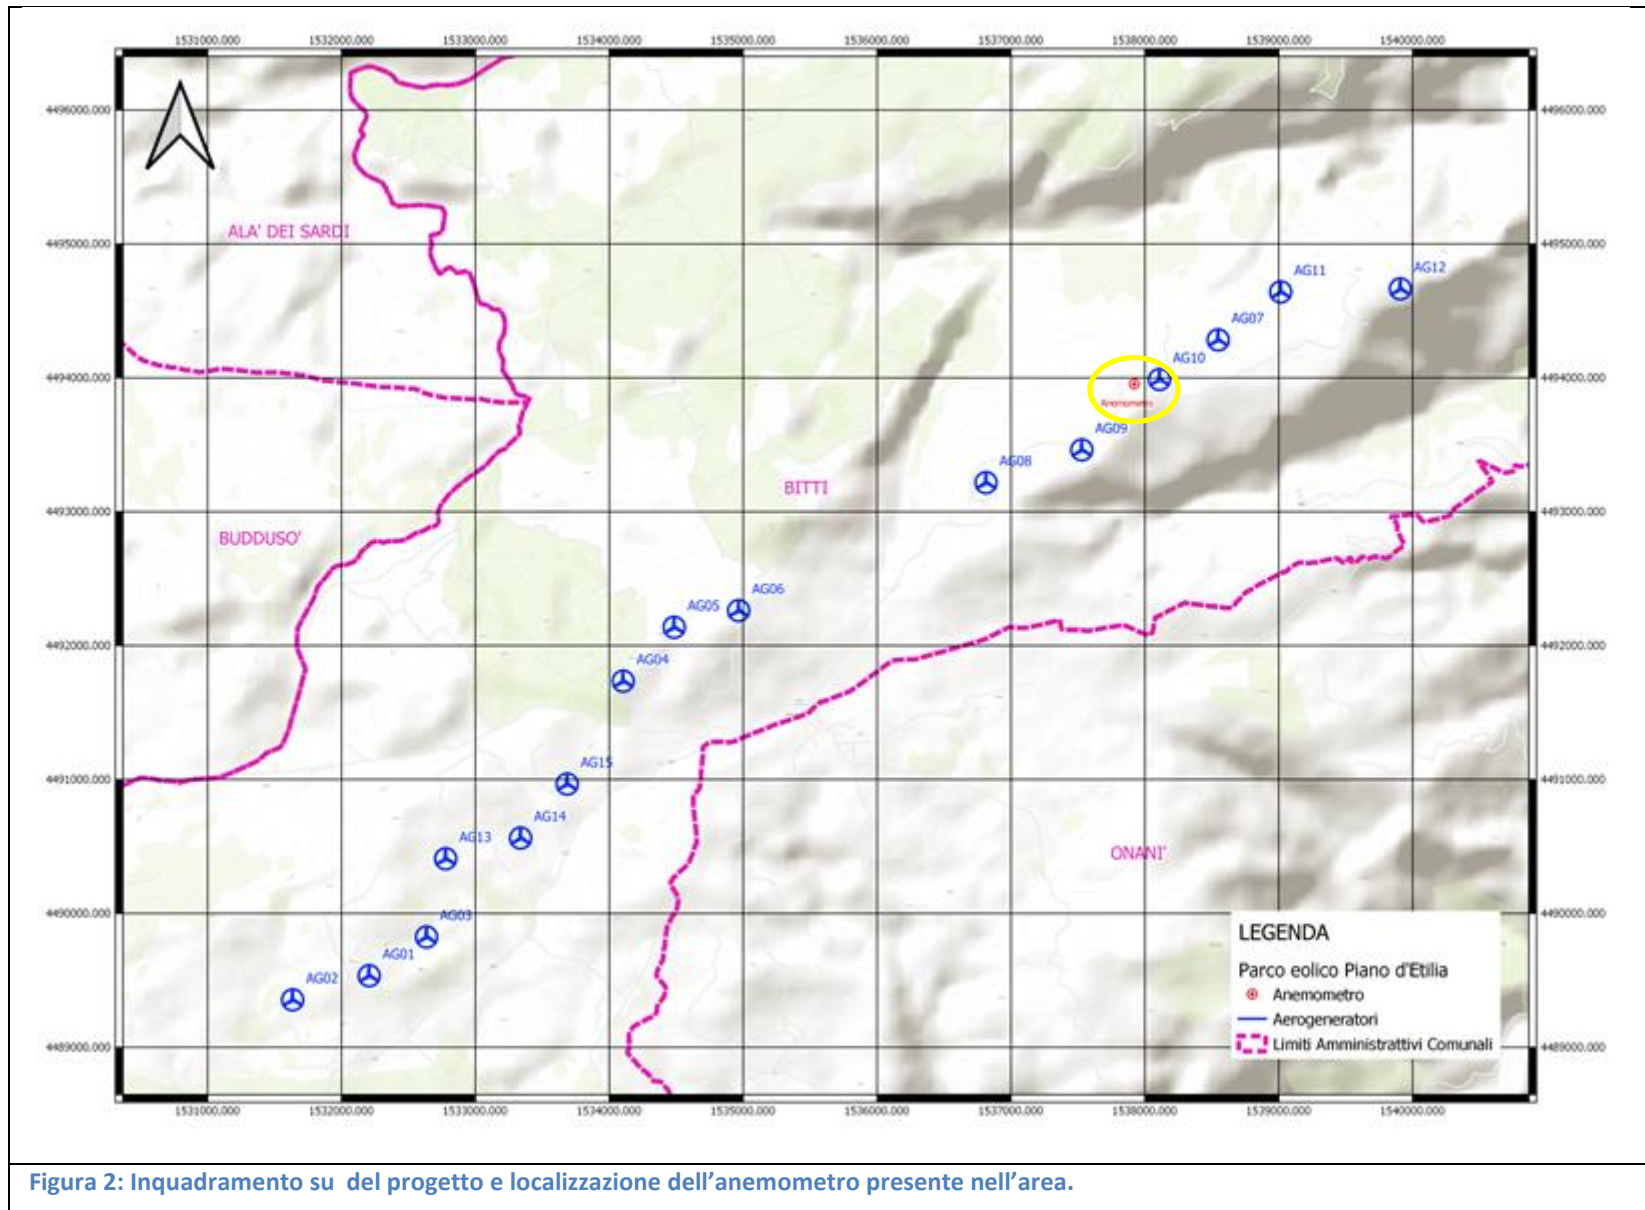 1531000.000 1532000.000 1533000.000 1534000.000 1535000.000 1536000.000 1537000.000 1538000.000 1539000.000 1540000.000
4496000.000 4496000.000
ALA' DEI SARDI
4495000.000 4495000.000
AG11 AG12
AG07
AG10
4494000.000 4494000.000
Anemometro
AG09
AG08
BITTI
4493000.000 4493000.000
BUDDUSO'
AG06
AG05
4492000.000 4492000.000
AG04
4491000.000 4491000.000
AG15
AG14
AG13
ONANI'
4490000.000 4490000.000
AG03
AG01
AG02
LEGENDA
Parco eolico Piano d'Etilia
Anemometro
Aerogeneratori
Limiti Amministrattivi Comunali
4489000.000 4489000.000
1531000.000 1532000.000 1533000.000 1534000.000 1535000.000 1536000.000 1537000.000 1538000.000 1539000.000 1540000.000
Figura 2: Inquadramento su del progetto e localizzazione dell'anemometro presente nell'area.